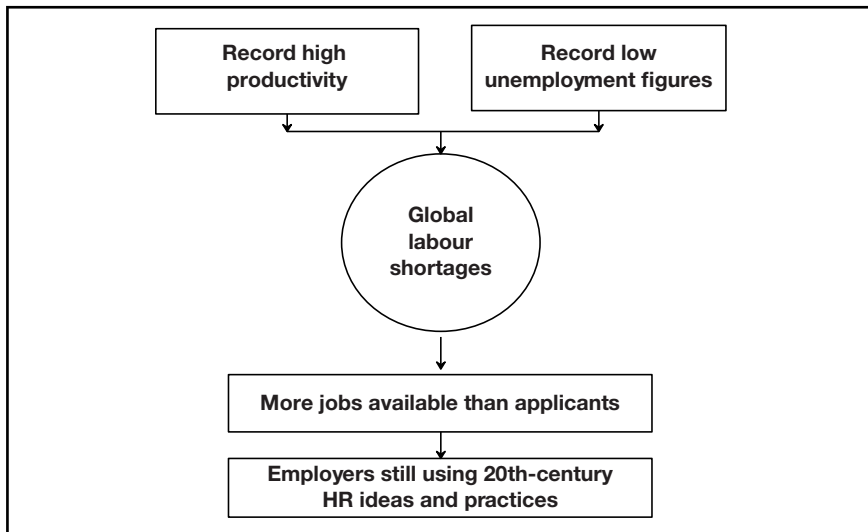 Record high
productivity
Record low
unemployment figures
Global
labour
shortages
More jobs available than applicants
Employers still using 20th-century
HR ideas and practices